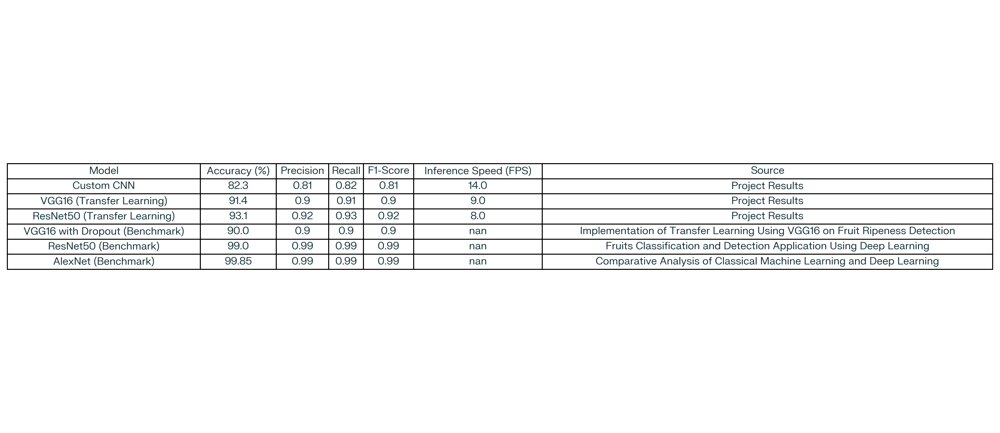 Model Accuracy (%) Precision Recall F1-Score Inference Speed (FPS) Source
Custom CNN 82.3 0.81 0.82 0.81 14.0 Project Results
VGG16 (Transfer Learning) 91.4 0.9 0.91 0.9 9.0 Project Results
ResNet50 (Transfer Learning) 93.1 0.92 0.93 0.92 8.0 Project Results
VGG16 with Dropout (Benchmark) 90.0 0.9 0.9 0.9 nan Implementation of Transfer Learning Using VGG16 on Fruit Ripeness Detection
ResNet50 (Benchmark) 99.0 0.99 0.99 0.99 nan Fruits Classification and Detection Application Using Deep Learning
AlexNet (Benchmark) 99.85 0.99 0.99 0.99 nan Comparative Analysis of Classical Machine Learning and Deep Learning